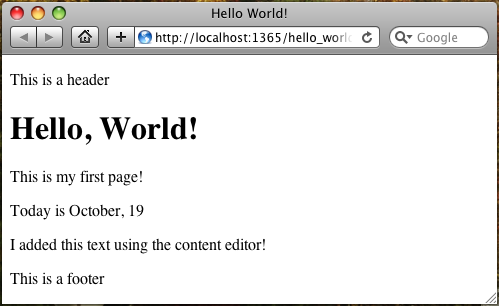 Hello World!
http://localhost:1365/hello_world
Google
This is a header
Hello, World!
This is my first page!
Today is October, 19
I added this text using the content editor!
This is a footer